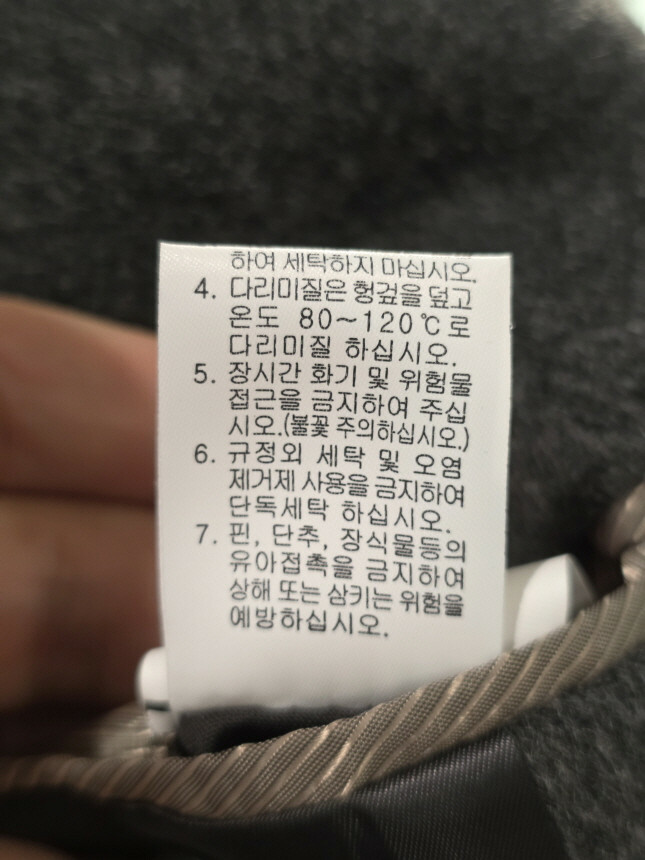 하여 세탁하지 마십시오.
4. 다리미질은 헝겊을 덮고
온도 80~120℃로
다리미질 하십시오.
5. 장시간 화기 및 위험물
접근을 금지하여 주십
시오.(불꽃 주의하십시오.)
6. 규정외 세탁 및 오염
제거제 사용을 금지하여
단독세탁 하십시오.
7. 핀, 단추, 장식물등의
유아접촉을 금지하여
상해 또는 삼키는 위험을
예방하십시오.